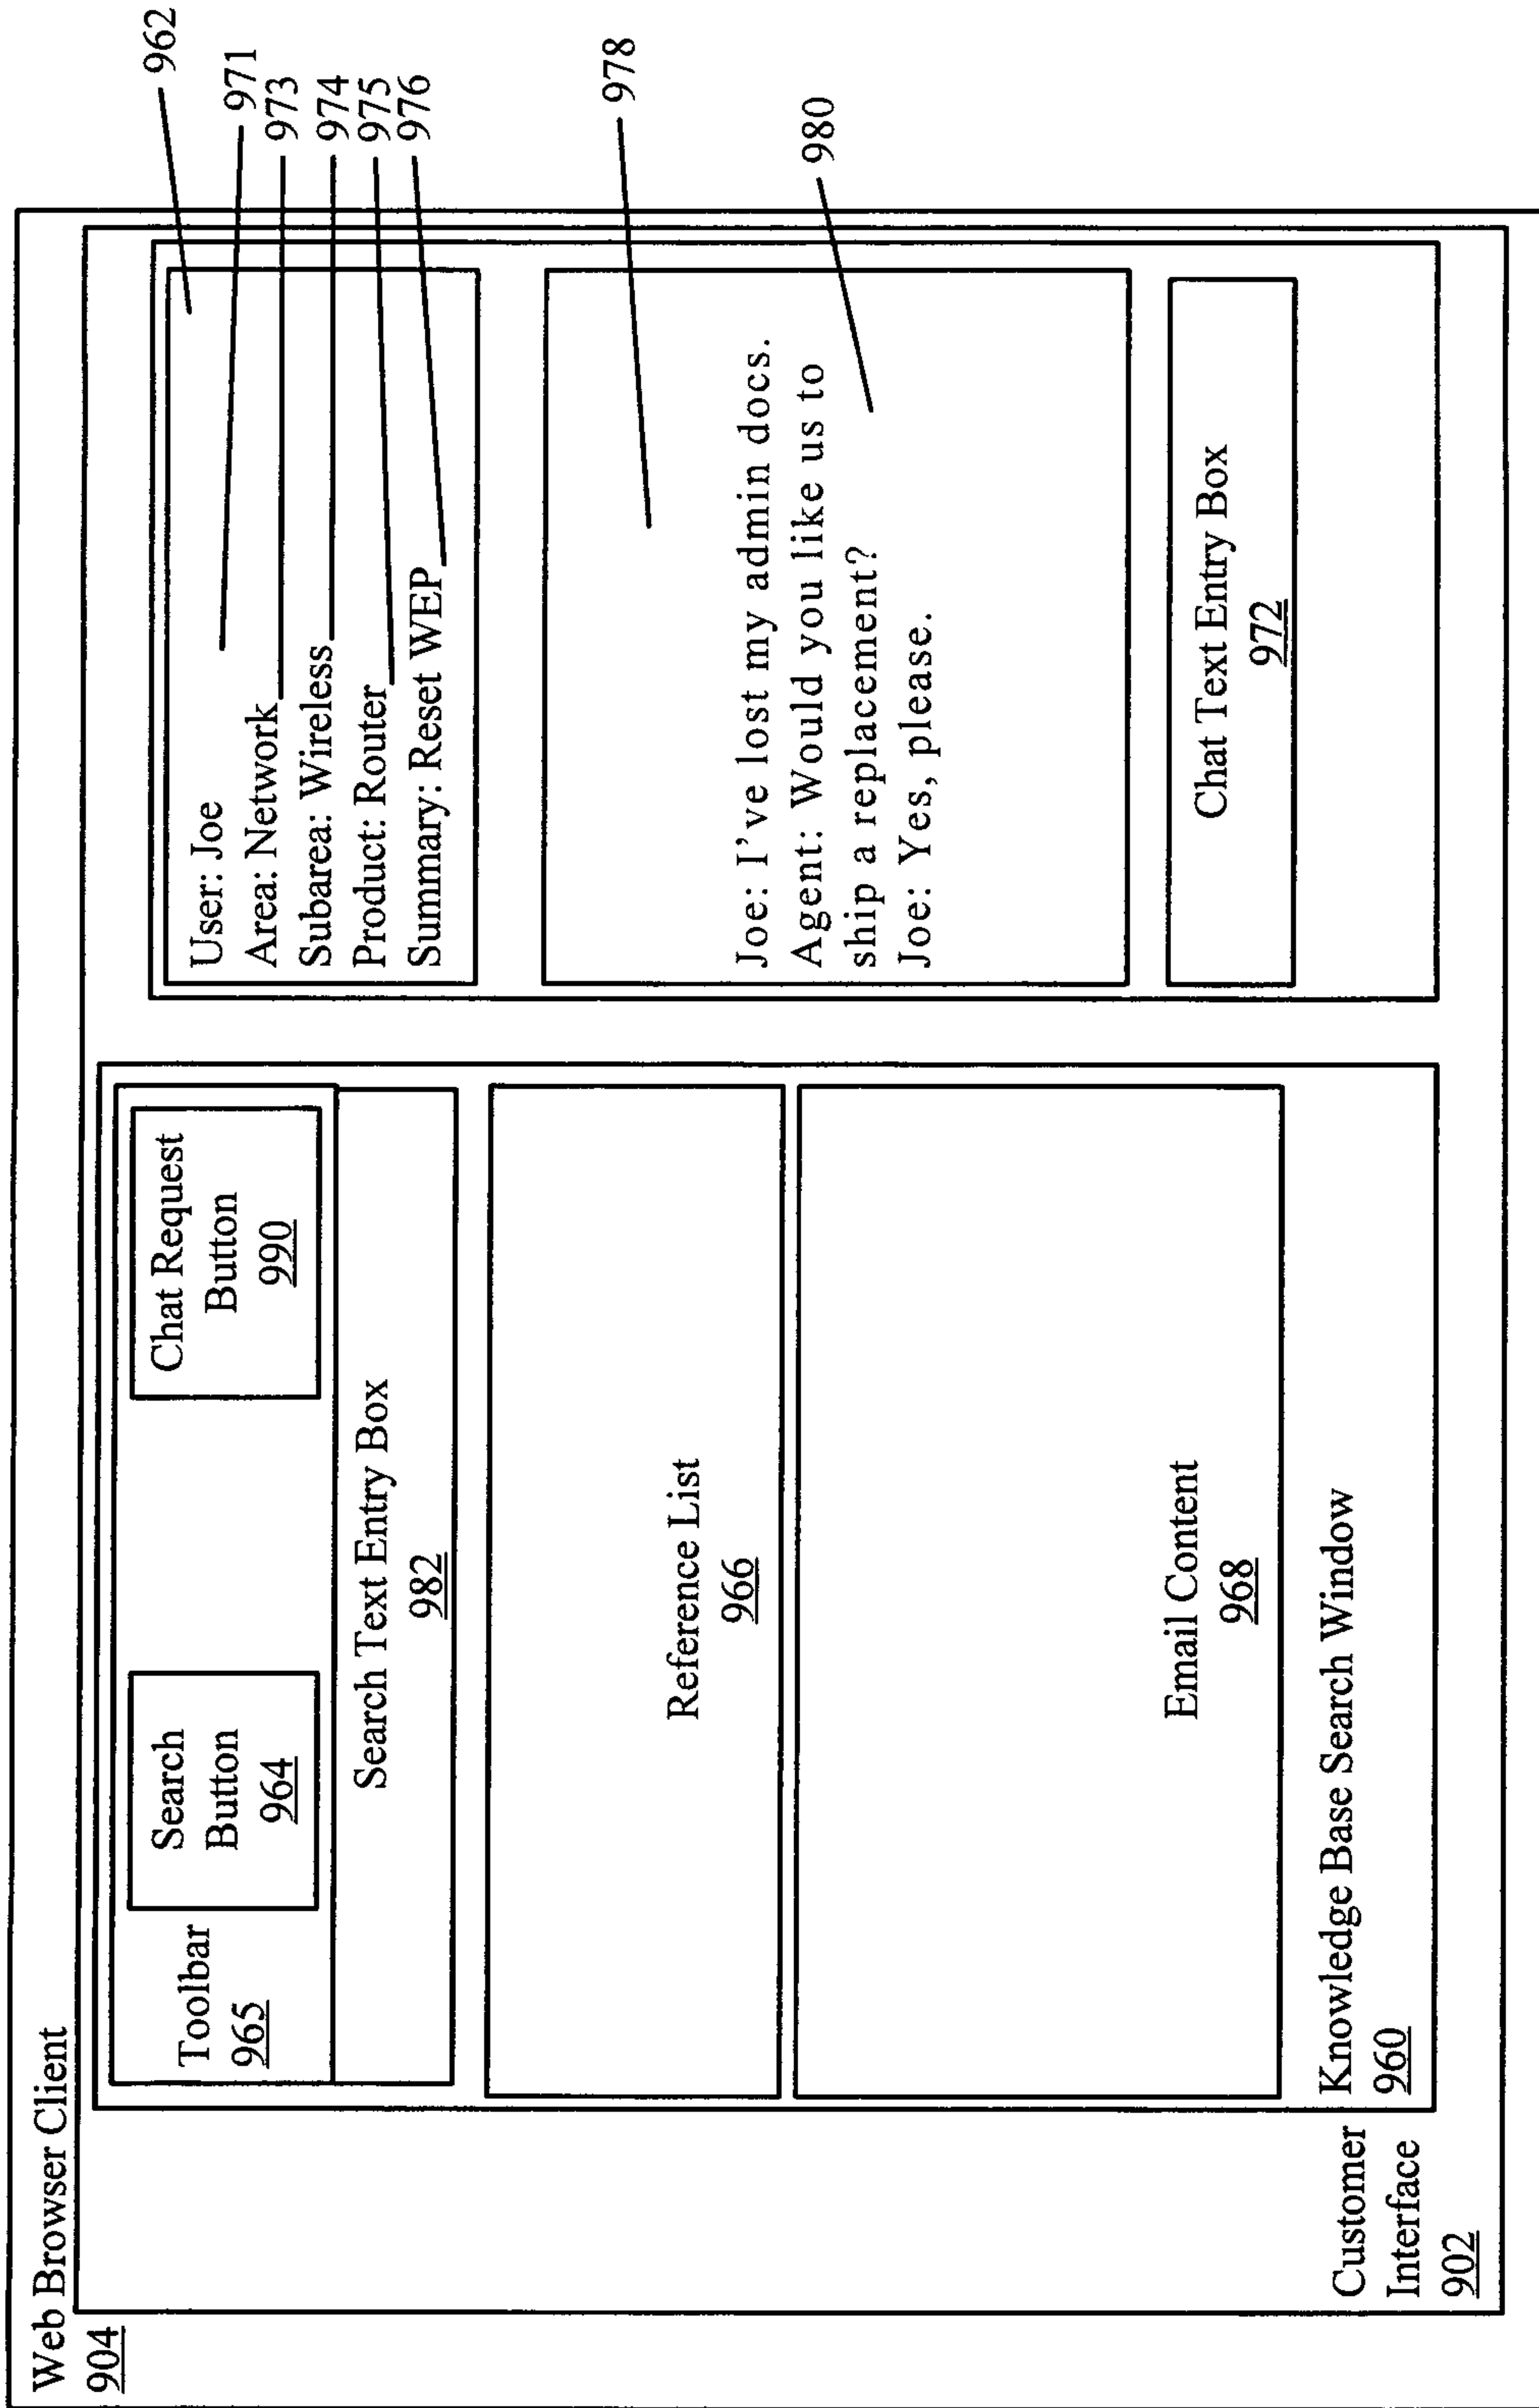 Web Browser Client
904
Customer
Interface
902
Toolbar
965
Search
Button
964
Chat Request
Button
990
Search Text Entry Box
982
Reference List
966
Email Content
968
Knowledge Base Search Window
960
User: Joe
Area: Network
Subarea: Wireless
Product: Router
Summary: Reset WEP
Joe: I've lost my admin docs.
Agent: Would you like us to
ship a replacement?
Joe: Yes, please.
Chat Text Entry Box
972
962
971
973
974
975
976
978
980